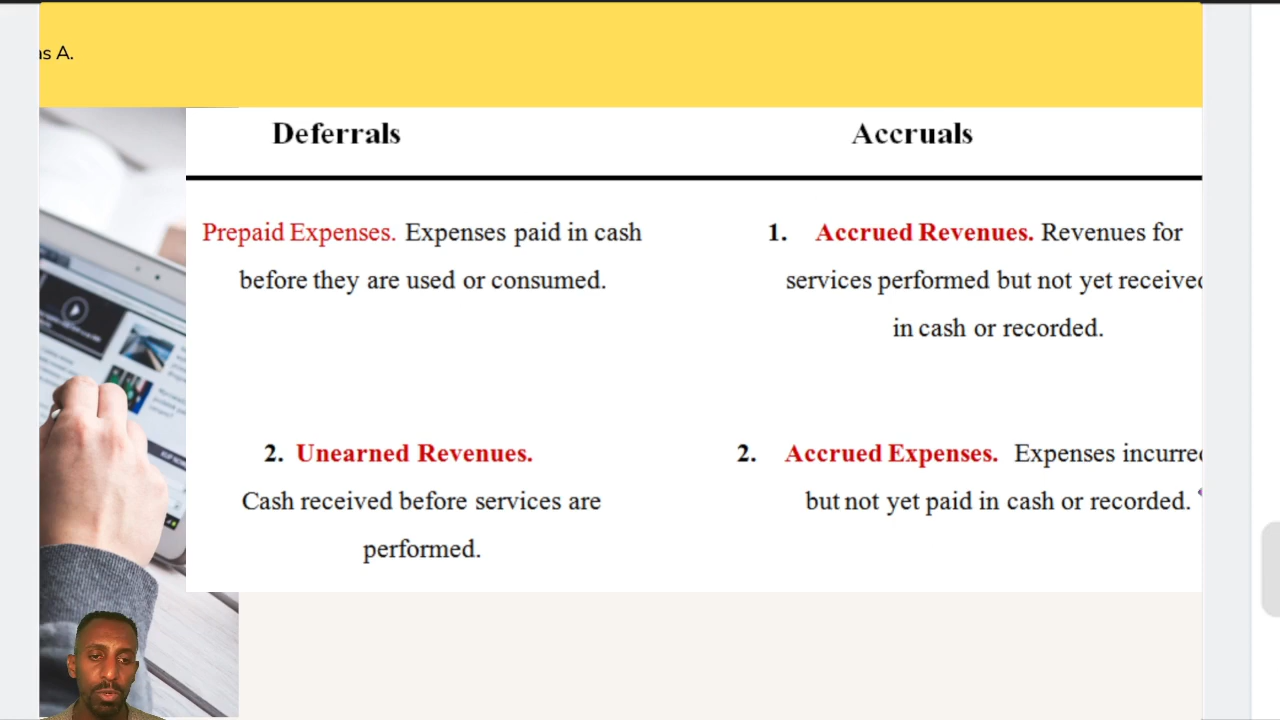 s A.
Deferrals
Accruals
Prepaid Expenses. Expenses paid in cash
before they are used or consumed.
1. Accrued Revenues. Revenues for
services performed but not yet received
in cash or recorded.
2. Unearned Revenues.
Cash received before services are
performed.
2. Accrued Expenses. Expenses incurred
but not yet paid in cash or recorded.